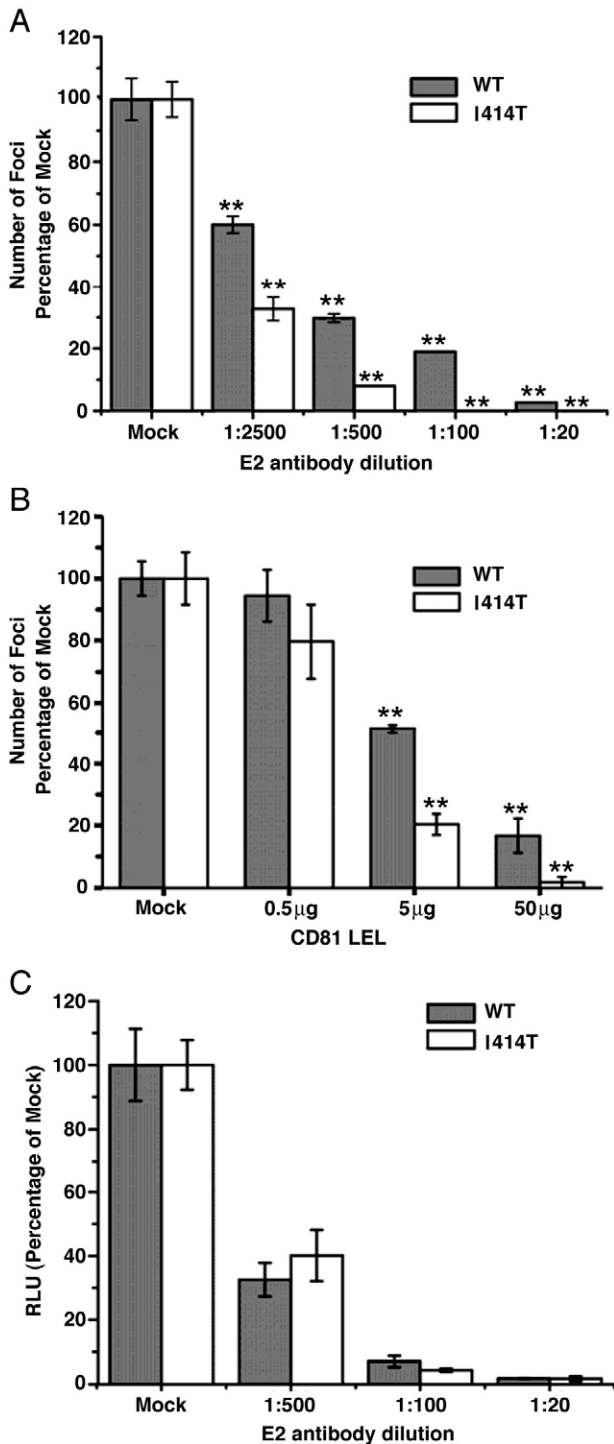 A
120
100
80
60
40
20
0
Number of Foci
Percentage of Mock
WT
I414T
**
**
**
**
**
**
**
**
Mock 1:2500 1:500 1:100 1:20
E2 antibody dilution
B
120
100
80
60
40
20
0
Number of Foci
Percentage of Mock
WT
I414T
**
**
**
**
Mock 0.5μg 5μg 50μg
CD81 LEL
C
120
100
80
60
40
20
0
RLU (Percentage of Mock)
WT
I414T
Mock 1:500 1:100 1:20
E2 antibody dilution